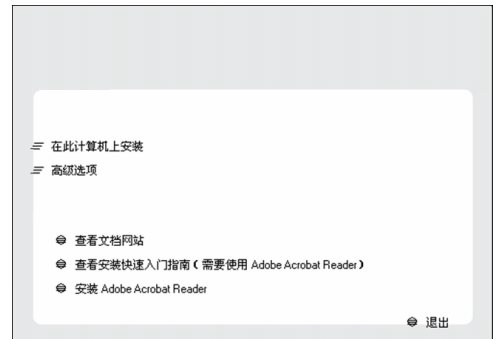 在此计算机上安装
高级选项
查看文档网站
查看安装快速入门指南(需要使用 Adobe Acrobat Reader)
安装 Adobe Acrobat Reader
退出